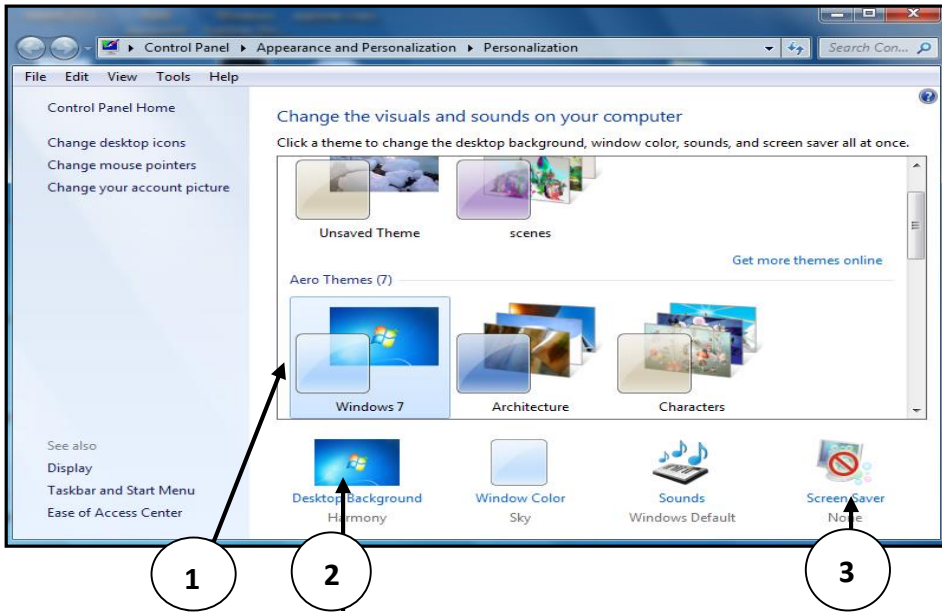 Control Panel Appearance and Personalization Personalization
Search Con...
File Edit View Tools Help
Control Panel Home
Change desktop icons
Change mouse pointers
Change your account picture
See also
Display
Taskbar and Start Menu
Ease of Access Center
Change the visuals and sounds on your computer
Click a theme to change the desktop background, window color, sounds, and screen saver all at once.
Unsaved Theme
scenes
Get more themes online
Aero Themes (7)
Windows 7
Architecture
Characters
Desktop Background
Harmony
Window Color
Sky
Sounds
Windows Default
Screen Saver
None
1
2
3